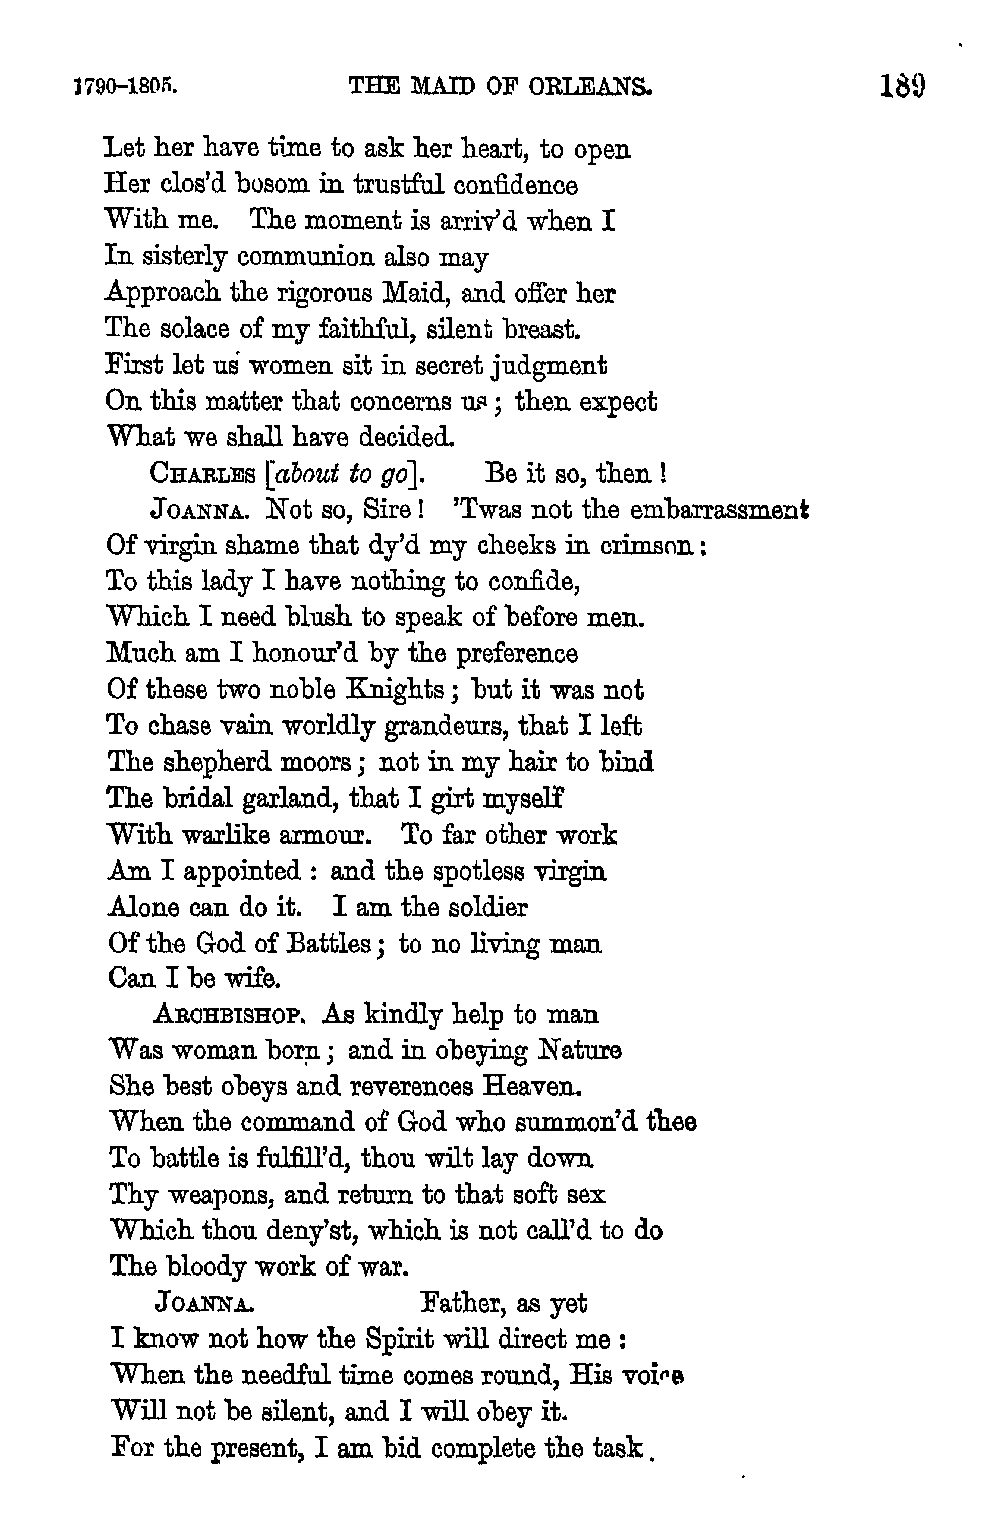 1790–1805. THE MAID OF ORLEANS. 189
Let her have time to ask her heart, to open
Her clos'd bosom in trustful confidence
With me. The moment is arriv'd when I
In sisterly communion also may
Approach the rigorous Maid, and offer her
The solace of my faithful, silent breast.
First let us women sit in secret judgment
On this matter that concerns us; then expect
What we shall have decided.
CHARLES [about to go]. Be it so, then!
JOANNA. Not so, Sire! 'Twas not the embarrassment
Of virgin shame that dy'd my cheeks in crimson:
To this lady I have nothing to confide,
Which I need blush to speak of before men.
Much am I honour'd by the preference
Of these two noble Knights; but it was not
To chase vain worldly grandeurs, that I left
The shepherd moors; not in my hair to bind
The bridal garland, that I girt myself
With warlike armour. To far other work
Am I appointed: and the spotless virgin
Alone can do it. I am the soldier
Of the God of Battles; to no living man
Can I be wife.
ARCHBISHOP. As kindly help to man
Was woman born; and in obeying Nature
She best obeys and reverences Heaven.
When the command of God who summon'd thee
To battle is fulfill'd, thou wilt lay down
Thy weapons, and return to that soft sex
Which thou deny'st, which is not call'd to do
The bloody work of war.
JOANNA. Father, as yet
I know not how the Spirit will direct me:
When the needful time comes round, His voice
Will not be silent, and I will obey it.
For the present, I am bid complete the task.